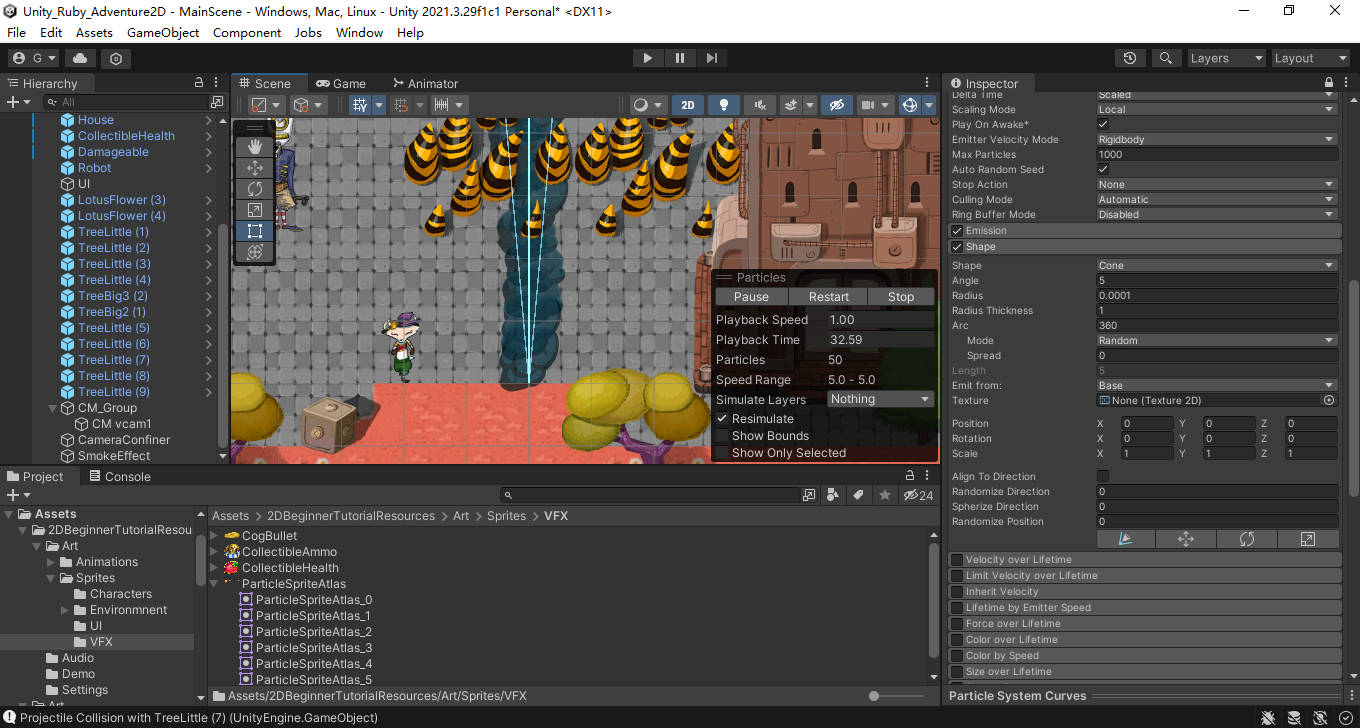 Unity_Ruby_Adventure2D - MainScene - Windows, Mac, Linux - Unity 2021.3.29f1c1 Personal* <DX11>
File Edit Assets GameObject Component Jobs Window Help
G Layers Layout
Hierarchy
All
House
CollectibleHealth
Damageable
Robot
UI
LotusFlower (3)
LotusFlower (4)
TreeLittle (1)
TreeLittle (2)
TreeLittle (3)
TreeLittle (4)
TreeBig3 (2)
TreeBig2 (1)
TreeLittle (5)
TreeLittle (6)
TreeLittle (7)
TreeLittle (8)
TreeLittle (9)
CM_Group
CM vcam1
CameraConfiner
SmokeEffect
Scene Game Animator
2D
Particles
Pause Restart Stop
Playback Speed 1.00
Playback Time 32.59
Particles 50
Speed Range 5.0 - 5.0
Simulate Layers Nothing
Resimulate
Show Bounds
Show Only Selected
Inspector
Delta Time Scaled
Scaling Mode Local
Play On Awake*
Emitter Velocity Mode Rigidbody
Max Particles 1000
Auto Random Seed
Stop Action None
Culling Mode Automatic
Ring Buffer Mode Disabled
Emission
Shape
Shape Cone
Angle 5
Radius 0.0001
Radius Thickness 1
Arc 360
Mode Random
Spread 0
Length 5
Emit from: Base
Texture None (Texture 2D)
Position X 0 Y 0 Z 0
Rotation X 0 Y 0 Z 0
Scale X 1 Y 1 Z 1
Align To Direction
Randomize Direction 0
Spherize Direction 0
Randomize Position 0
Velocity over Lifetime
Limit Velocity over Lifetime
Inherit Velocity
Lifetime by Emitter Speed
Force over Lifetime
Color over Lifetime
Color by Speed
Size over Lifetime
Particle System Curves
Project Console
24
Assets
2DBeginnerTutorialResou
Art
Animations
Sprites
Characters
Environmnent
UI
VFX
Audio
Demo
Settings
Art
Assets > 2DBeginnerTutorialResources > Art > Sprites > VFX
CogBullet
CollectibleAmmo
CollectibleHealth
ParticleSpriteAtlas
ParticleSpriteAtlas_0
ParticleSpriteAtlas_1
ParticleSpriteAtlas_2
ParticleSpriteAtlas_3
ParticleSpriteAtlas_4
ParticleSpriteAtlas_5
Assets/2DBeginnerTutorialResources/Art/Sprites/VFX
Projectile Collision with TreeLittle (7) (UnityEngine.GameObject)